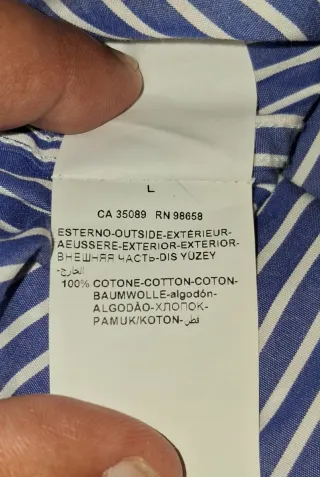 L
CA 35089 RN 98658
ESTERNO-OUTSIDE-EXTÉRIEUR-
AEUSSERE-EXTERIOR-EXTERIOR-
ВНЕШНЯЯ ЧАСТЬ-DIS YÜZEY
-الخارج
100% COTONE-COTTON-COTON-
BAUMWOLLE-algodón-
ALGODÃO-ХЛОПОК-
PAMUK/KOTON-قطن